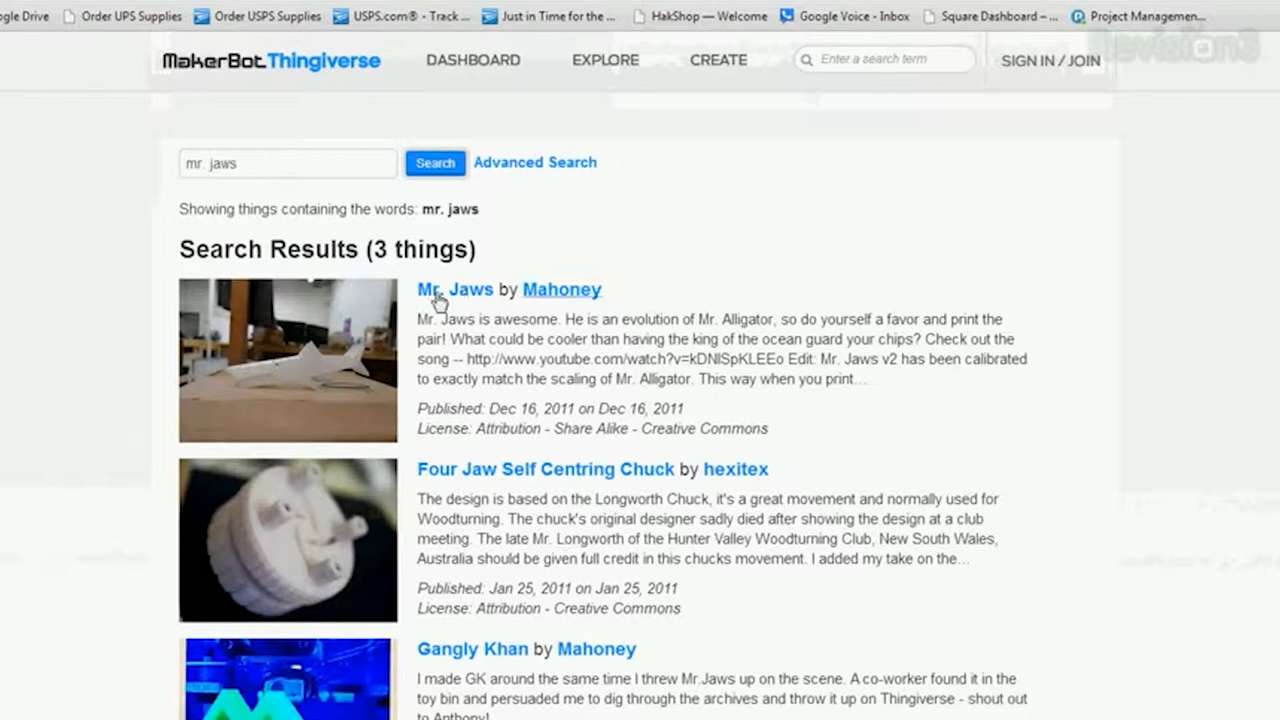 gle Drive Order UPS Supplies Order USPS Supplies USPS.com® - Track ... Just in Time for the ... HakShop — Welcome Google Voice - Inbox Square Dashboard – ... Project Managemen...
MakerBot Thingiverse DASHBOARD EXPLORE CREATE Enter a search term SIGN IN / JOIN
Revision3
mr. jaws Search Advanced Search
Showing things containing the words: mr. jaws
Search Results (3 things)
Mr. Jaws by Mahoney
Mr. Jaws is awesome. He is an evolution of Mr. Alligator, so do yourself a favor and print the
pair! What could be cooler than having the king of the ocean guard your chips? Check out the
song -- http://www.youtube.com/watch?v=kDNlSpKLEEo Edit: Mr. Jaws v2 has been calibrated
to exactly match the scaling of Mr. Alligator. This way when you print...
Published: Dec 16, 2011 on Dec 16, 2011
License: Attribution - Share Alike - Creative Commons
Four Jaw Self Centring Chuck by hexitex
The design is based on the Longworth Chuck, it's a great movement and normally used for
Woodturning. The chuck's original designer sadly died after showing the design at a club
meeting. The late Mr. Longworth of the Hunter Valley Woodturning Club, New South Wales,
Australia should be given full credit in this chucks movement. I added my take on the...
Published: Jan 25, 2011 on Jan 25, 2011
License: Attribution - Creative Commons
Gangly Khan by Mahoney
I made GK around the same time I threw Mr.Jaws up on the scene. A co-worker found it in the
toy bin and persuaded me to dig through the archives and throw it up on Thingiverse - shout out
to Anthony!